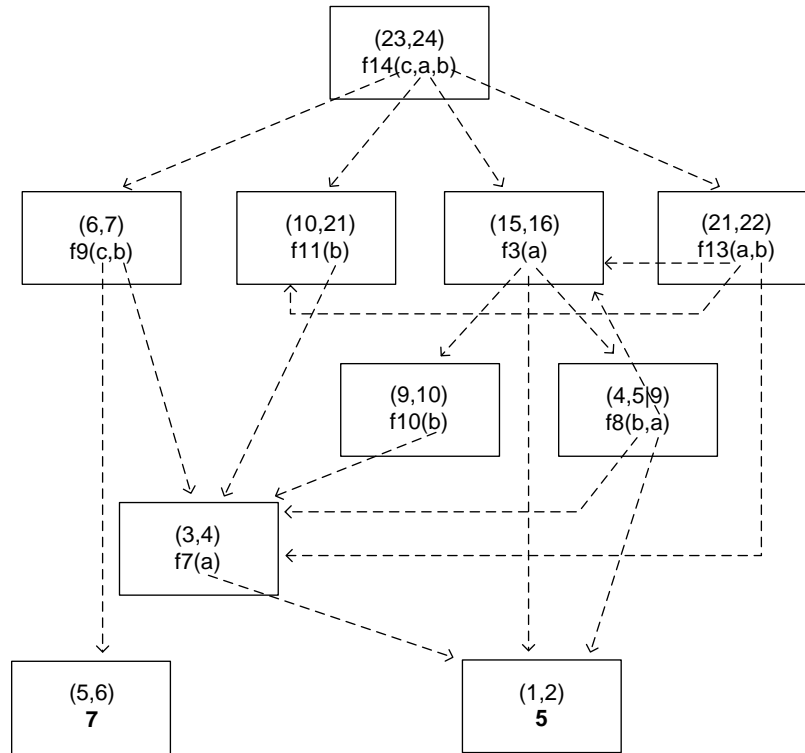 (23,24)
f14(c,a,b)
(6,7)
f9(c,b)
(10,21)
f11(b)
(15,16)
f3(a)
(21,22)
f13(a,b)
(9,10)
f10(b)
(4,5|9)
f8(b,a)
(3,4)
f7(a)
(5,6)
7
(1,2)
5